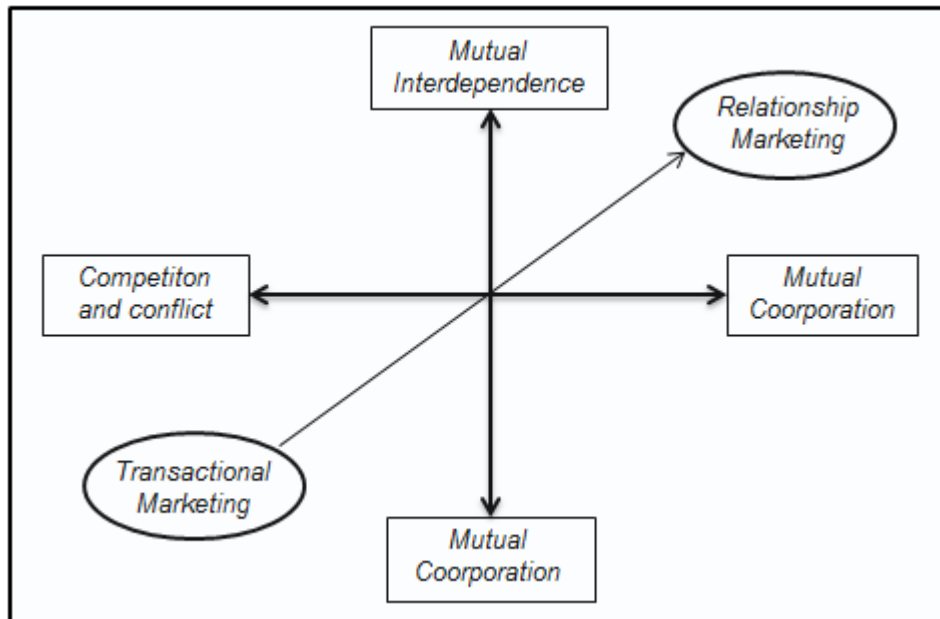 Mutual
Interdependence
Relationship
Marketing
Competiton
and conflict
Mutual
Coorporation
Transactional
Marketing
Mutual
Coorporation